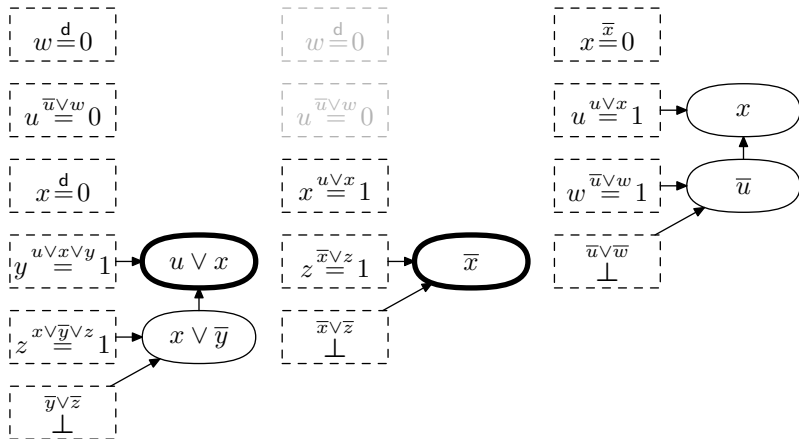 w =^d 0
u =^{u̅∨w} 0
x =^d 0
y =^{u∨x∨y} 1
u ∨ x
z =^{x∨y̅∨z} 1
x ∨ y̅
⊥^{y̅∨z̅}
w =^d 0
u =^{u̅∨w} 0
x =^{u∨x} 1
z =^{x̅∨z} 1
x̅
⊥^{x̅∨z̅}
x =^{x̅} 0
u =^{u∨x} 1
x
w =^{u̅∨w} 1
u̅
⊥^{u̅∨w̅}